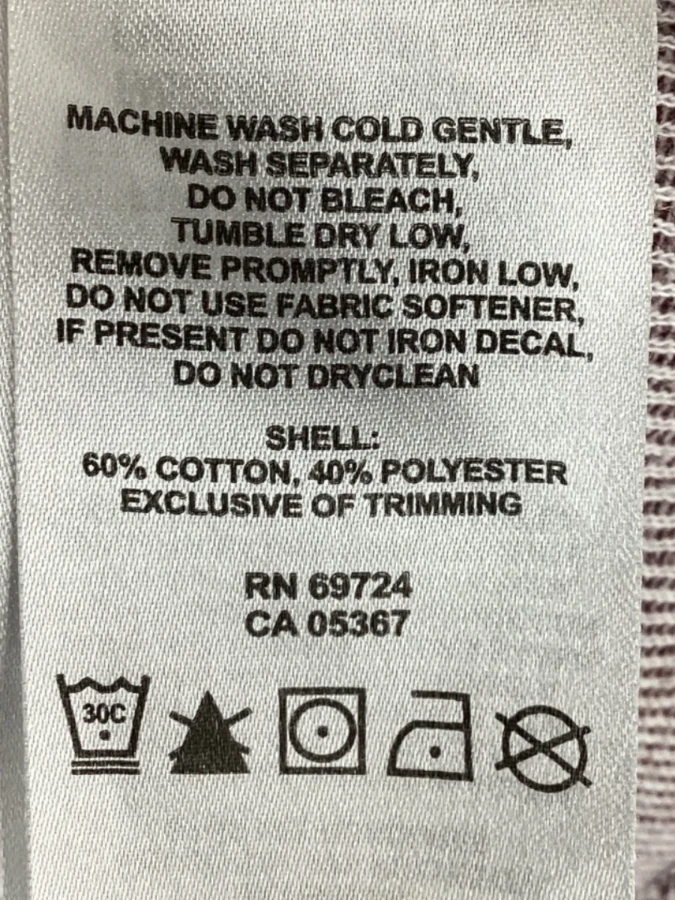 MACHINE WASH COLD GENTLE,
WASH SEPARATELY,
DO NOT BLEACH,
TUMBLE DRY LOW,
REMOVE PROMPTLY, IRON LOW,
DO NOT USE FABRIC SOFTENER,
IF PRESENT DO NOT IRON DECAL,
DO NOT DRYCLEAN
SHELL:
60% COTTON, 40% POLYESTER
EXCLUSIVE OF TRIMMING
RN 69724
CA 05367
30C